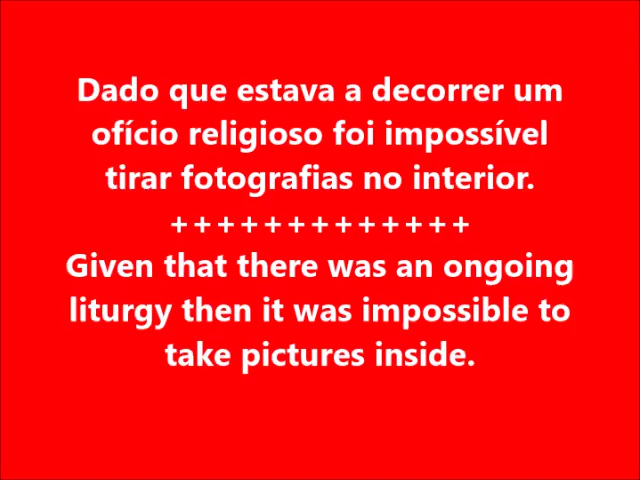 Dado que estava a decorrer um
ofício religioso foi impossível
tirar fotografias no interior.
+++++++++++++
Given that there was an ongoing
liturgy then it was impossible to
take pictures inside.